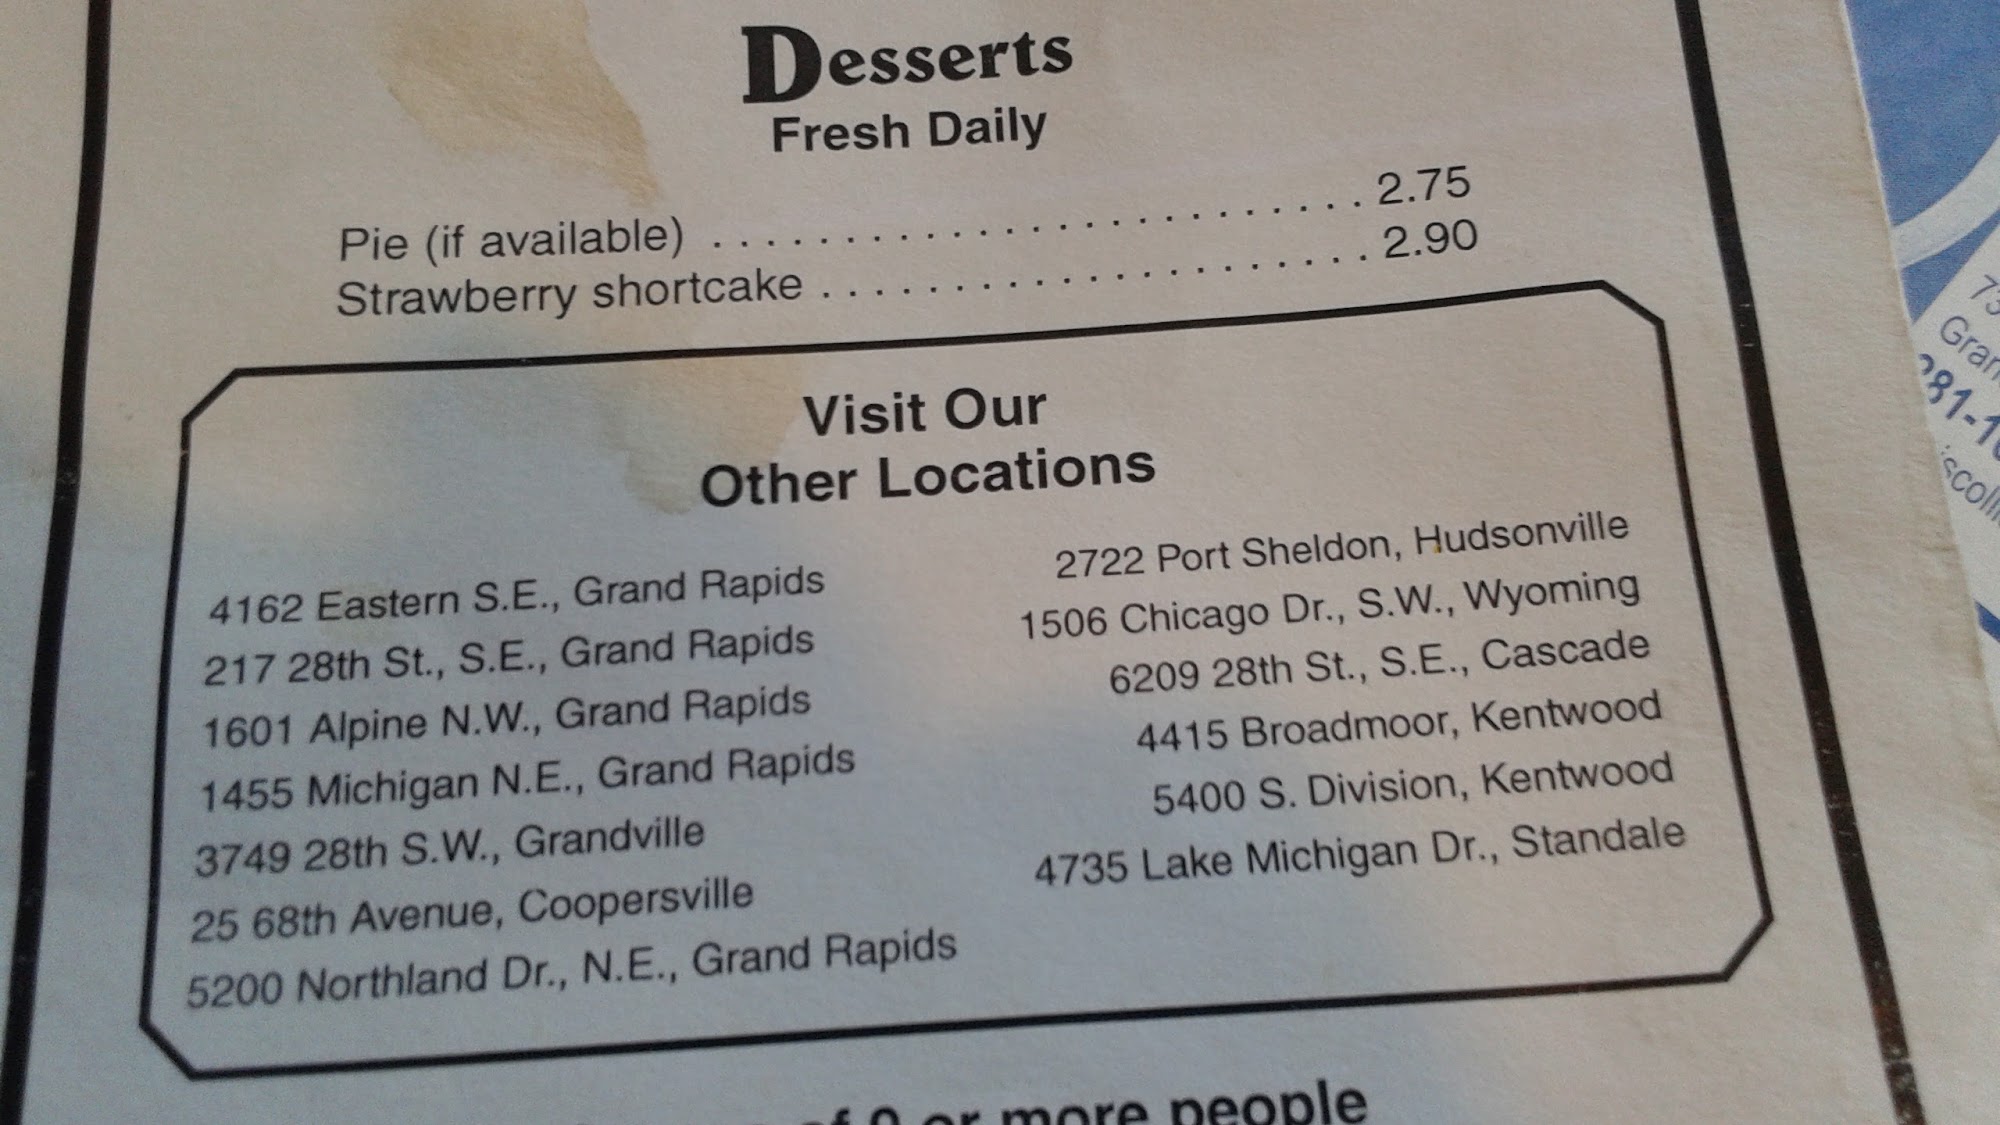 Desserts
Fresh Daily
Pie (if available) . . . . . . . . . . . . . . . . . . . . . . . . . 2.75
Strawberry shortcake . . . . . . . . . . . . . . . . . . . . . 2.90
Visit Our
Other Locations
4162 Eastern S.E., Grand Rapids
217 28th St., S.E., Grand Rapids
1601 Alpine N.W., Grand Rapids
1455 Michigan N.E., Grand Rapids
3749 28th S.W., Grandville
25 68th Avenue, Coopersville
5200 Northland Dr., N.E., Grand Rapids
2722 Port Sheldon, Hudsonville
1506 Chicago Dr., S.W., Wyoming
6209 28th St., S.E., Cascade
4415 Broadmoor, Kentwood
5400 S. Division, Kentwood
4735 Lake Michigan Dr., Standale
or more people